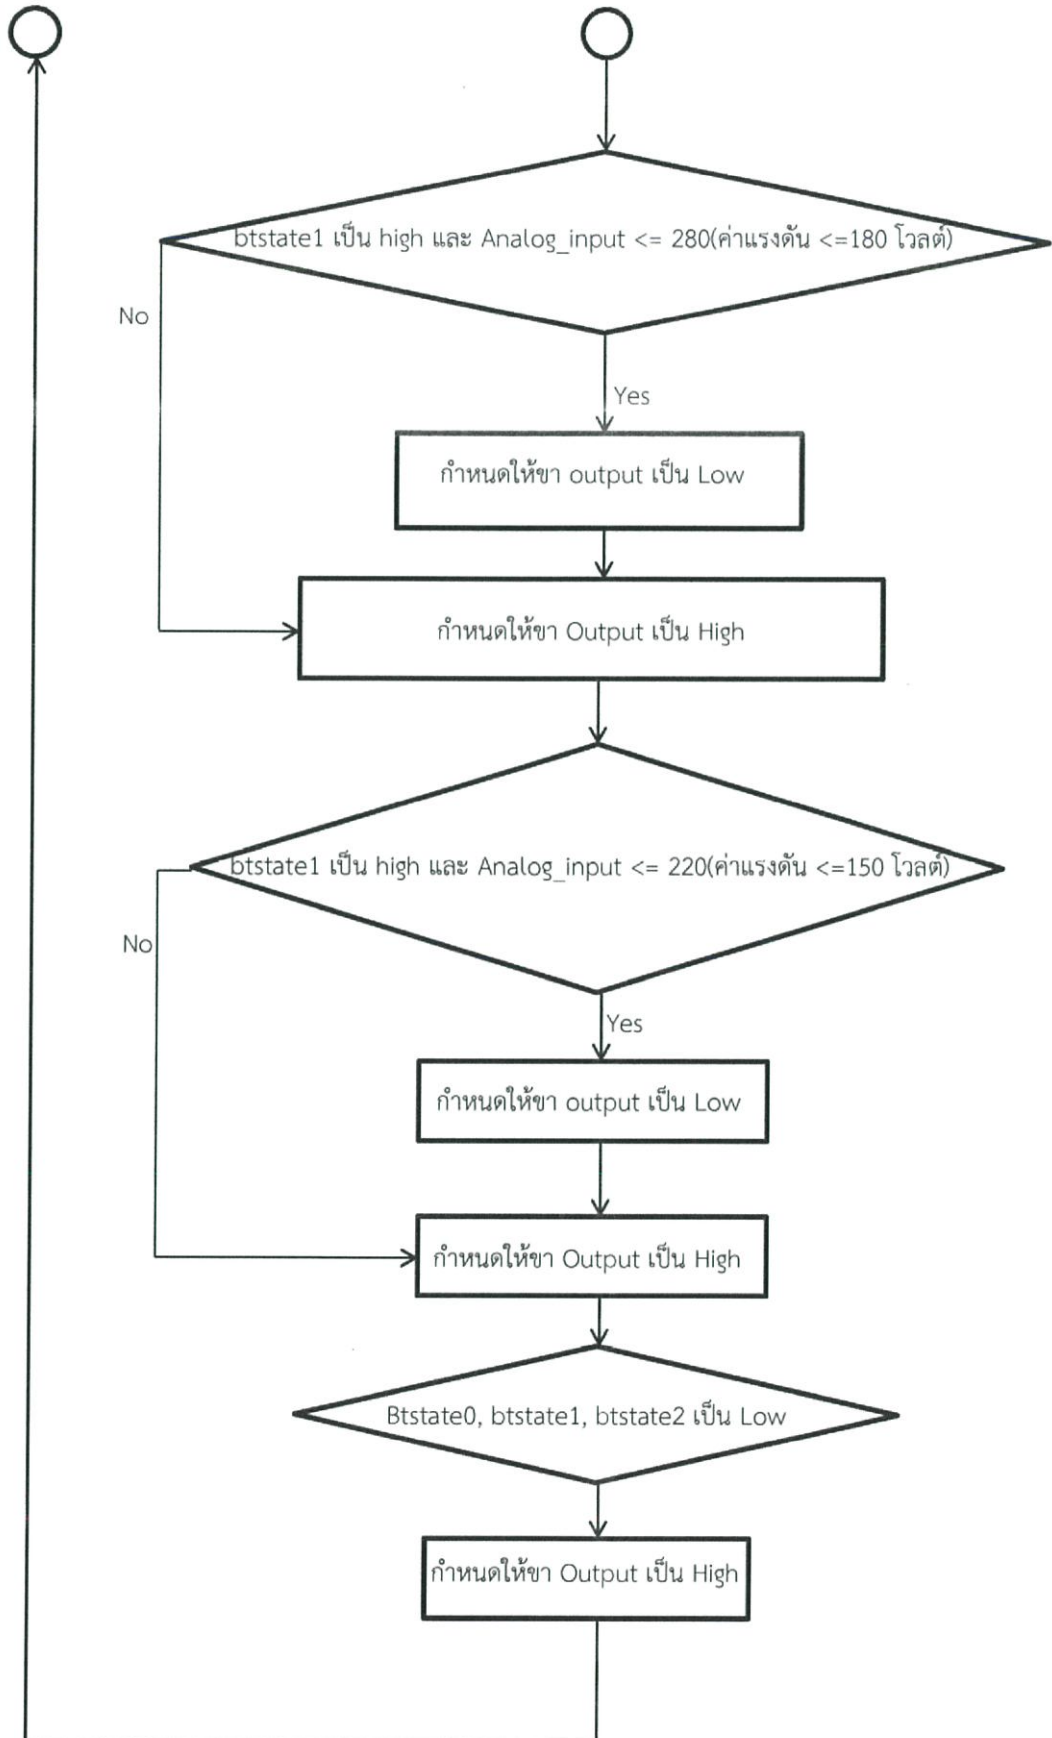 btstate1 เป็น high และ Analog_input <= 280(ค่าแรงดัน <=180 โวลต์)
No
Yes
กำหนดให้ขา output เป็น Low
กำหนดให้ขา Output เป็น High
btstate1 เป็น high และ Analog_input <= 220(ค่าแรงดัน <=150 โวลต์)
No
Yes
กำหนดให้ขา output เป็น Low
กำหนดให้ขา Output เป็น High
Btstate0, btstate1, btstate2 เป็น Low
กำหนดให้ขา Output เป็น High